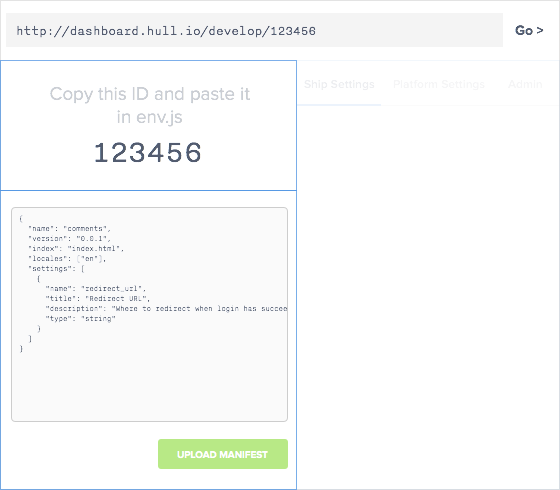 http://dashboard.hull.io/develop/123456
Go >
Copy this ID and paste it
in env.js
123456
Ship Settings
Platform Settings
Admin
{
"name": "comments",
"version": "0.0.1",
"index": "index.html",
"locales": ["en"],
"settings": [
{
"name": "redirect_url",
"title": "Redirect URL",
"description": "Where to redirect when login has succee
"type": "string"
}
]
}
UPLOAD MANIFEST